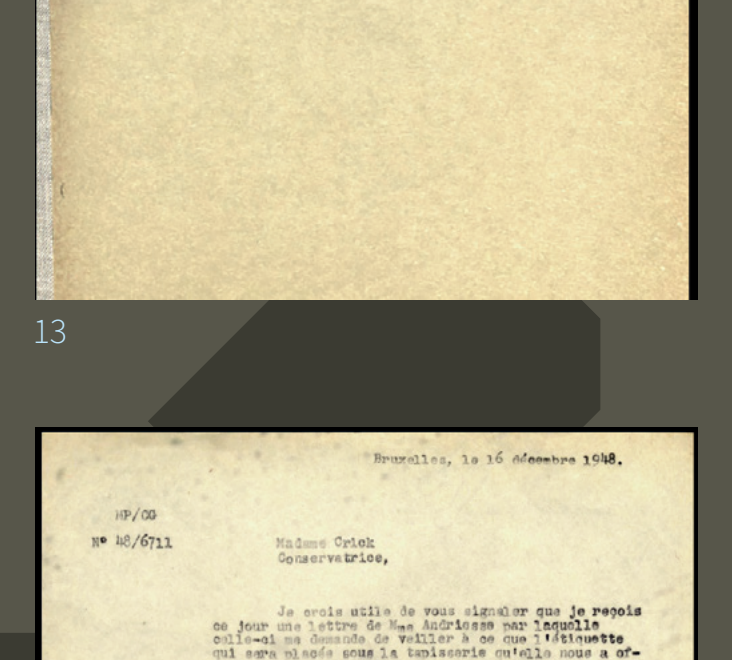 13
Bruxelles, le 16 décembre 1948.
HP/CG
N° 48/6711
Madame Crick
Conservatrice,
Je crois utile de vous signaler que je reçois
ce jour une lettre de Mme Andriesse par laquelle
celle-ci me demande de veiller à ce que l'étiquette
qui sera placée sous la tapisserie qu'elle nous a of-